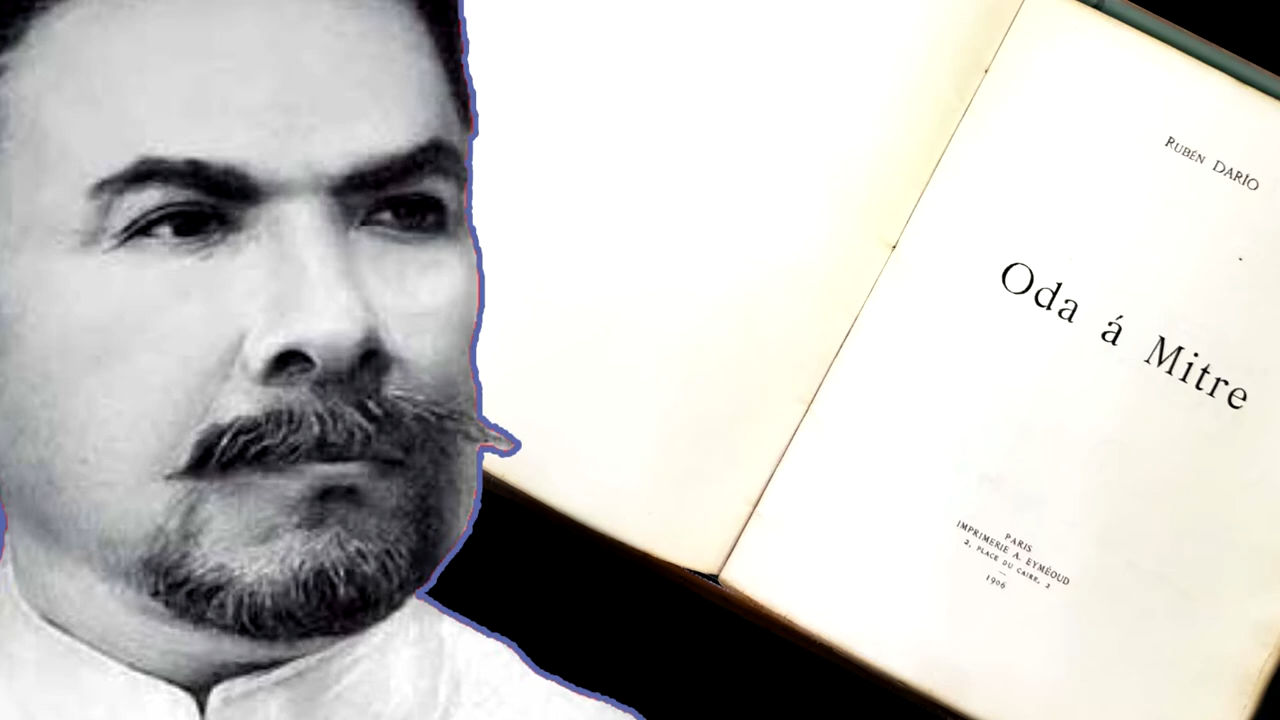 RUBÉN DARÍO
Oda á Mitre
PARIS
IMPRIMERIE A. EYMÉOUD
2, PLACE DU CAIRE, 2
1906